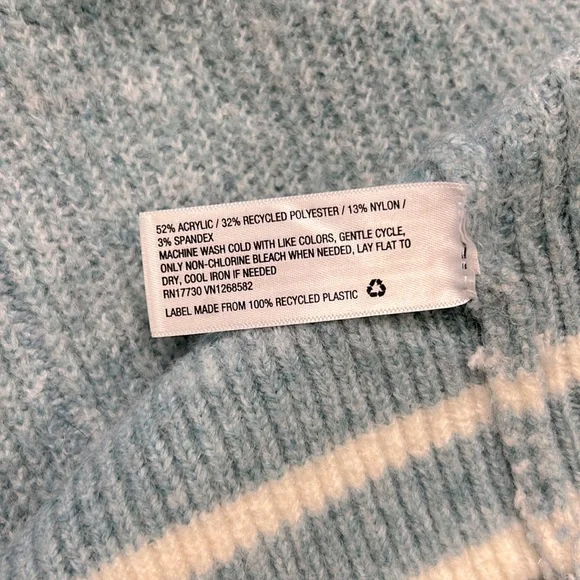 52% ACRYLIC / 32% RECYCLED POLYESTER / 13% NYLON /
3% SPANDEX
MACHINE WASH COLD WITH LIKE COLORS, GENTLE CYCLE,
ONLY NON-CHLORINE BLEACH WHEN NEEDED, LAY FLAT TO
DRY, COOL IRON IF NEEDED
RN17730 VN1268582
LABEL MADE FROM 100% RECYCLED PLASTIC